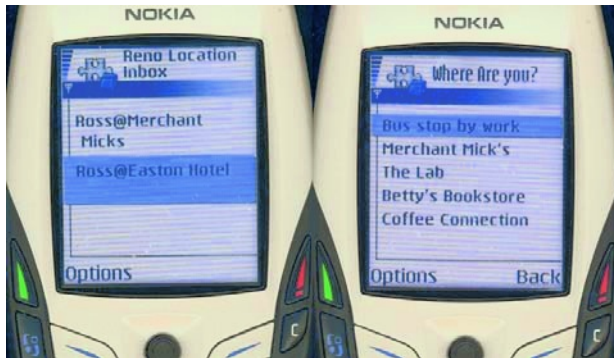 NOKIA
Reno Location
Inbox
Ross@Merchant
Micks
Ross@Easton Hotel
Options
C
NOKIA
Where Are you?
Bus stop by work
Merchant Mick's
The Lab
Betty's Bookstore
Coffee Connection
Options
Back
C